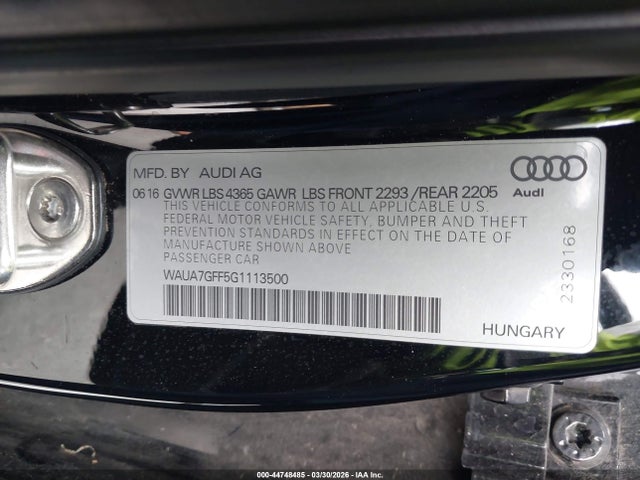 MFD. BY AUDI AG
06 16 GVWR LBS 4365 GAWR LBS FRONT 2293 /REAR 2205
THIS VEHICLE CONFORMS TO ALL APPLICABLE U.S.
FEDERAL MOTOR VEHICLE SAFETY, BUMPER AND THEFT
PREVENTION STANDARDS IN EFFECT ON THE DATE OF
MANUFACTURE SHOWN ABOVE
PASSENGER CAR
WAUA7GFF5G1113500
Audi
2330168
HUNGARY
000-44748485 | 03/30/2026 | IAA Inc.